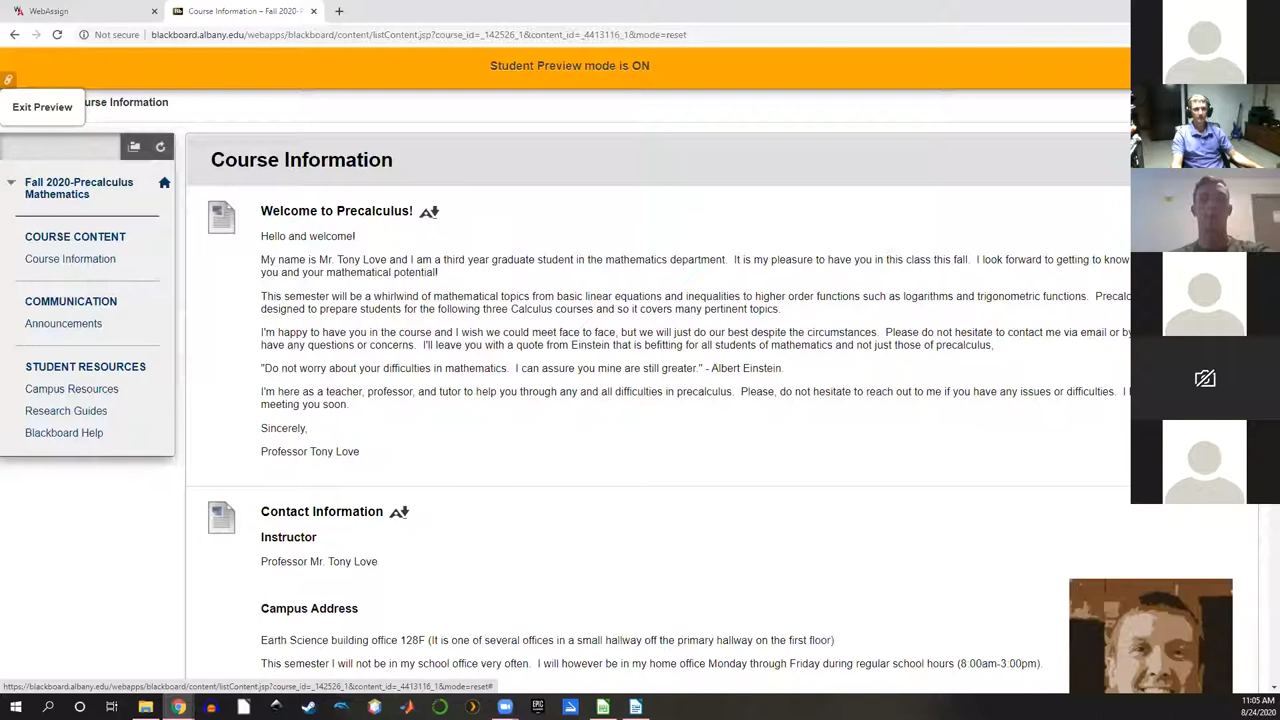 WebAssign
Course Information – Fall 2020-
Not secure
blackboard.albany.edu/webapps/blackboard/content/listContent.jsp?course_id=_142526_1&content_id=_4413116_1&mode=reset
Student Preview mode is ON
Exit Preview
urse Information
Fall 2020-Precalculus
Mathematics
COURSE CONTENT
Course Information
COMMUNICATION
Announcements
STUDENT RESOURCES
Campus Resources
Research Guides
Blackboard Help
Course Information
Welcome to Precalculus!
Hello and welcome!
My name is Mr. Tony Love and I am a third year graduate student in the mathematics department. It is my pleasure to have you in this class this fall. I look forward to getting to know
you and your mathematical potential!
This semester will be a whirlwind of mathematical topics from basic linear equations and inequalities to higher order functions such as logarithms and trigonometric functions. Precalc
designed to prepare students for the following three Calculus courses and so it covers many pertinent topics.
I'm happy to have you in the course and I wish we could meet face to face, but we will just do our best despite the circumstances. Please do not hesitate to contact me via email or by
have any questions or concerns. I'll leave you with a quote from Einstein that is befitting for all students of mathematics and not just those of precalculus,
"Do not worry about your difficulties in mathematics. I can assure you mine are still greater." - Albert Einstein.
I'm here as a teacher, professor, and tutor to help you through any and all difficulties in precalculus. Please, do not hesitate to reach out to me if you have any issues or difficulties. I
meeting you soon.
Sincerely,
Professor Tony Love
Contact Information
Instructor
Professor Mr. Tony Love
Campus Address
Earth Science building office 128F (It is one of several offices in a small hallway off the primary hallway on the first floor)
This semester I will not be in my school office very often. I will however be in my home office Monday through Friday during regular school hours (8:00am-3:00pm).
https://blackboard.albany.edu/webapps/blackboard/content/listContent.jsp?course_id=_142526_1&content_id=_4413116_1&mode=reset#
EPIC
11:05 AM
8/24/2020